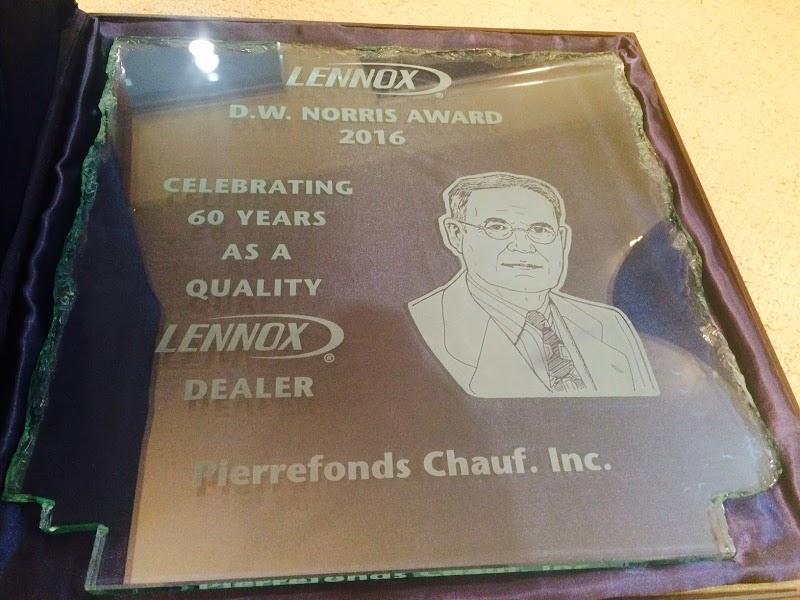 LENNOX
D.W. NORRIS AWARD
2016
CELEBRATING
60 YEARS
AS A
QUALITY
LENNOX®
DEALER
Pierrefonds Chauf. Inc.